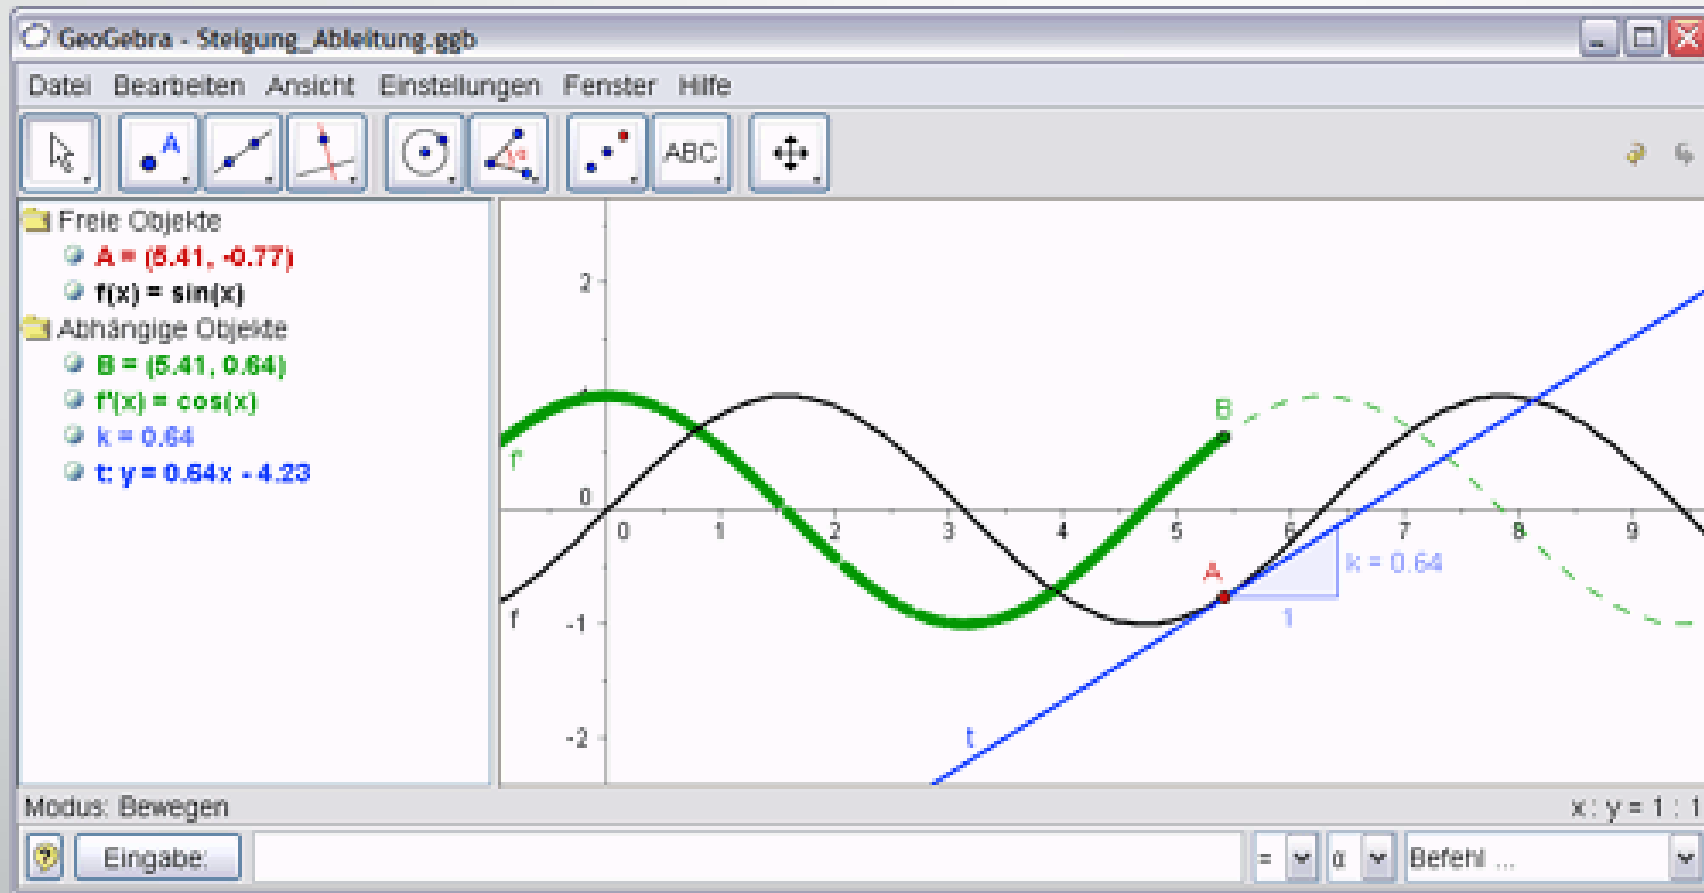 GeoGebra - Steigung_Ableitung.ggb
Datei Bearbeiten Ansicht Einstellungen Fenster Hilfe
A ABC
Freie Objekte
A = (5.41, -0.77)
f(x) = sin(x)
Abhängige Objekte
B = (5.41, 0.64)
f'(x) = cos(x)
k = 0.64
t: y = 0.64x - 4.23
2
B
f'
0
0 1 2 3 4 5 6 7 8 9
A
k = 0.64
f
-1
1
t
-2
Modus: Bewegen
x : y = 1 : 1
Eingabe:
= α Befehl ...